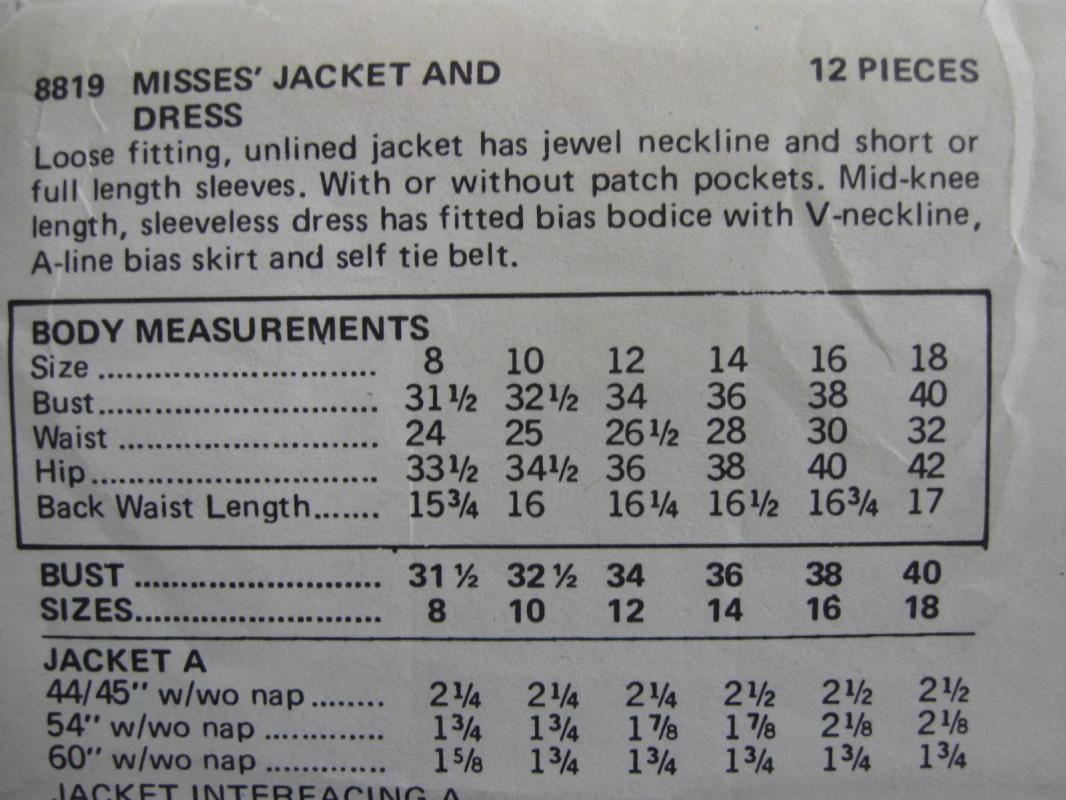 8819 MISSES' JACKET AND 12 PIECES
DRESS
Loose fitting, unlined jacket has jewel neckline and short or
full length sleeves. With or without patch pockets. Mid-knee
length, sleeveless dress has fitted bias bodice with V-neckline,
A-line bias skirt and self tie belt.
BODY MEASUREMENTS
Size .............................. 8 10 12 14 16 18
Bust.............................. 31½ 32½ 34 36 38 40
Waist ............................ 24 25 26½ 28 30 32
Hip............................... 33½ 34½ 36 38 40 42
Back Waist Length....... 15¾ 16 16¼ 16½ 16¾ 17
BUST ........................... 31 ½ 32 ½ 34 36 38 40
SIZES........................... 8 10 12 14 16 18
JACKET A
44/45" w/wo nap ........ 2¼ 2¼ 2¼ 2½ 2½ 2½
54" w/wo nap ............. 1¾ 1¾ 1⅞ 1⅞ 2⅛ 2⅛
60" w/wo nap ............. 1⅝ 1¾ 1¾ 1¾ 1¾ 1¾
JACKET INTERFACING A